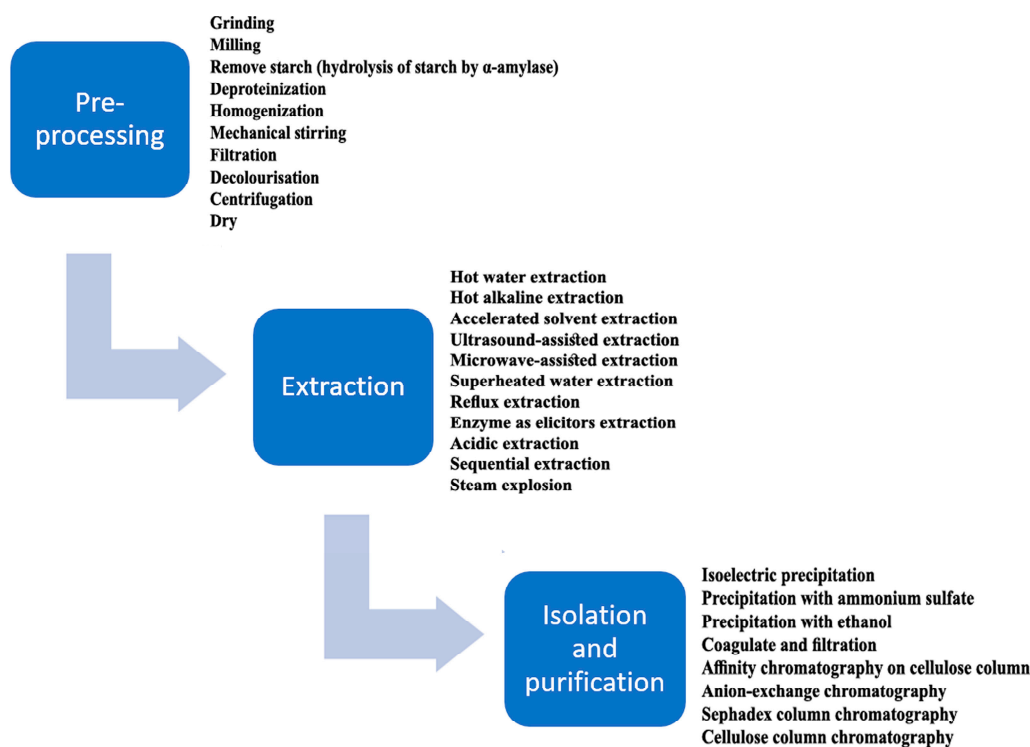 Pre-
processing
Grinding
Milling
Remove starch (hydrolysis of starch by α-amylase)
Deproteinization
Homogenization
Mechanical stirring
Filtration
Decolourisation
Centrifugation
Dry
Extraction
Hot water extraction
Hot alkaline extraction
Accelerated solvent extraction
Ultrasound-assisted extraction
Microwave-assisted extraction
Superheated water extraction
Reflux extraction
Enzyme as elicitors extraction
Acidic extraction
Sequential extraction
Steam explosion
Isolation
and
purification
Isoelectric precipitation
Precipitation with ammonium sulfate
Precipitation with ethanol
Coagulate and filtration
Affinity chromatography on cellulose column
Anion-exchange chromatography
Sephadex column chromatography
Cellulose column chromatography